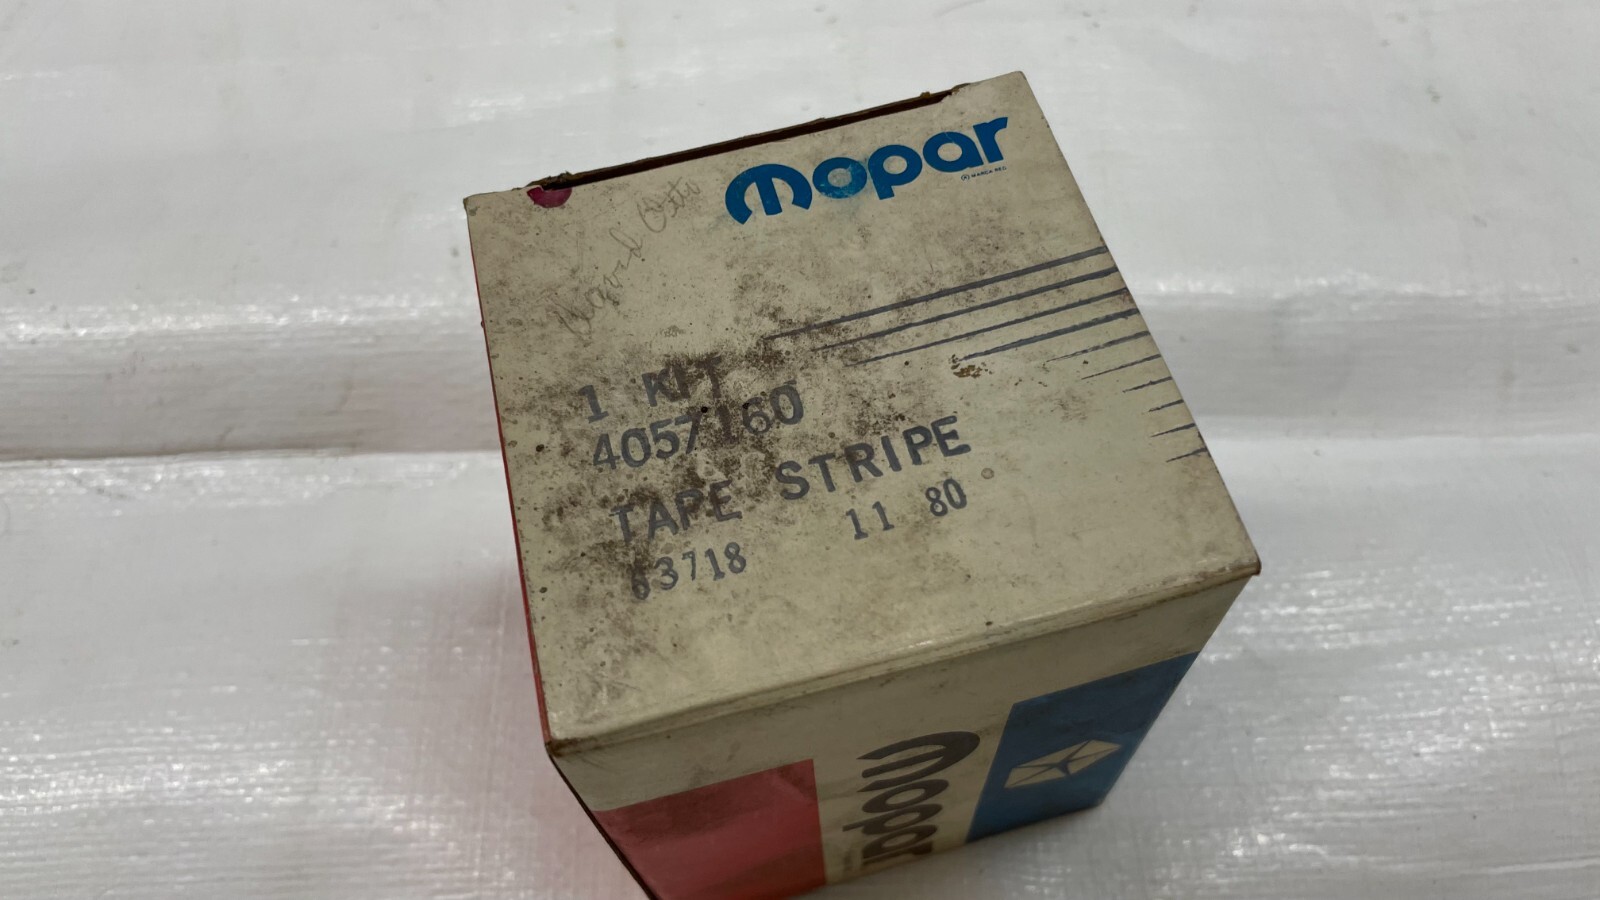 Mopar
1 KIT
4057160
TAPE STRIPE
63718 11 80
Mopar